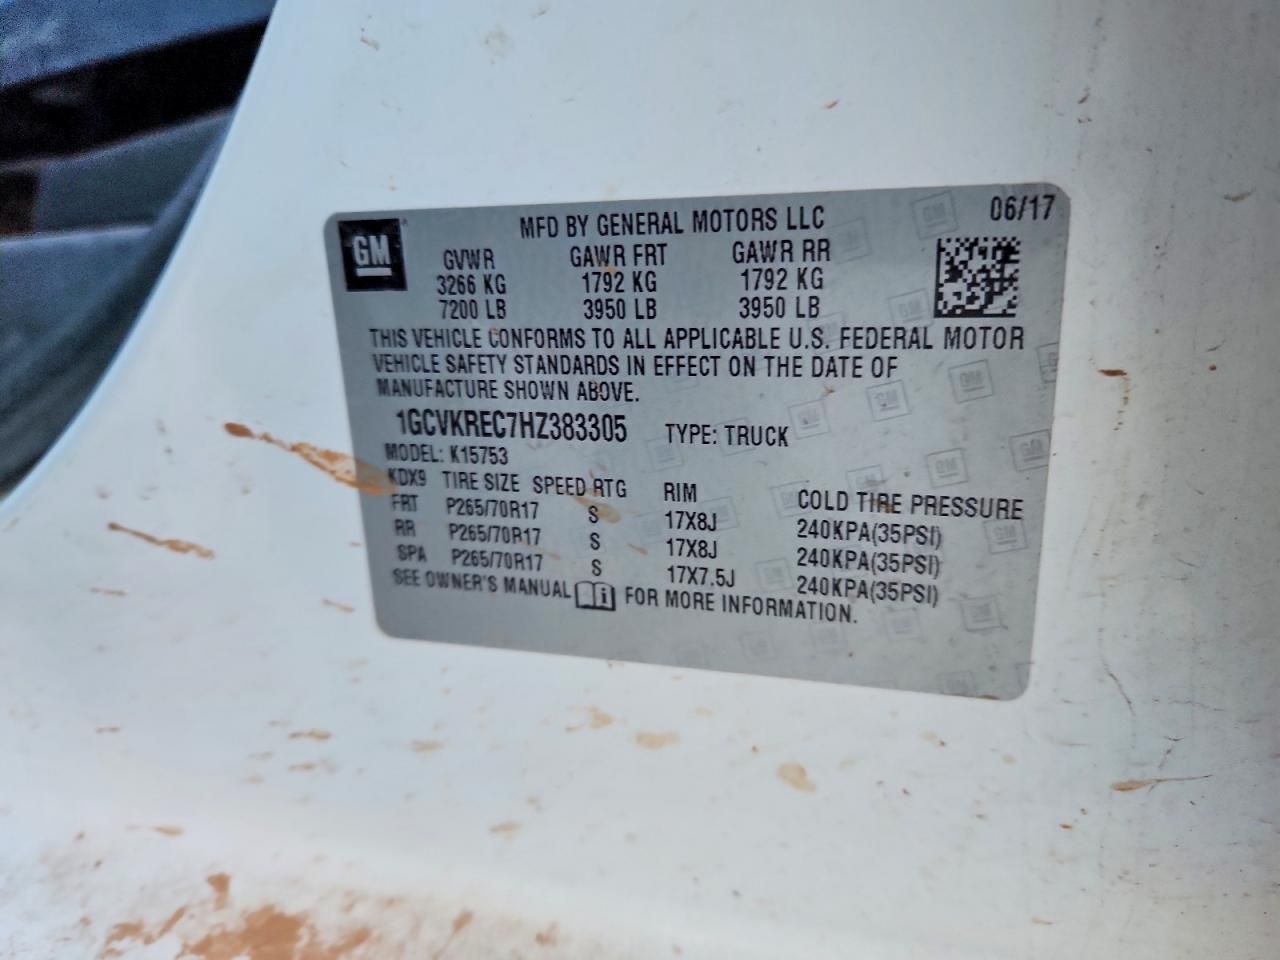 GM
MFD BY GENERAL MOTORS LLC 06/17
GVWR GAWR FRT GAWR RR
3266 KG 1792 KG 1792 KG
7200 LB 3950 LB 3950 LB
THIS VEHICLE CONFORMS TO ALL APPLICABLE U.S. FEDERAL MOTOR
VEHICLE SAFETY STANDARDS IN EFFECT ON THE DATE OF
MANUFACTURE SHOWN ABOVE.
1GCVKREC7HZ383305 TYPE: TRUCK
MODEL: K15753
KDX9 TIRE SIZE SPEED RTG RIM COLD TIRE PRESSURE
FRT P265/70R17 S 17X8J 240KPA(35PSI)
RR P265/70R17 S 17X8J 240KPA(35PSI)
SPA P265/70R17 S 17X7.5J 240KPA(35PSI)
SEE OWNER'S MANUAL i FOR MORE INFORMATION.